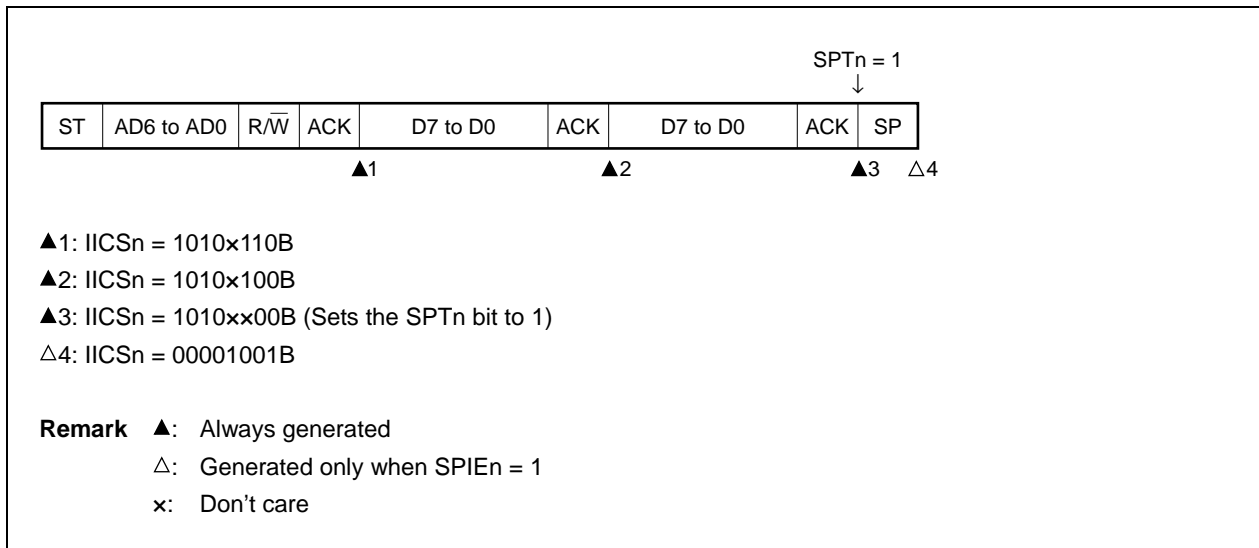 SPTn = 1
↓
ST AD6 to AD0 R/W̅ ACK D7 to D0 ACK D7 to D0 ACK SP
▲1 ▲2 ▲3 △4
▲1: IICSn = 1010×110B
▲2: IICSn = 1010×100B
▲3: IICSn = 1010××00B (Sets the SPTn bit to 1)
△4: IICSn = 00001001B
Remark ▲: Always generated
△: Generated only when SPIEn = 1
×: Don't care